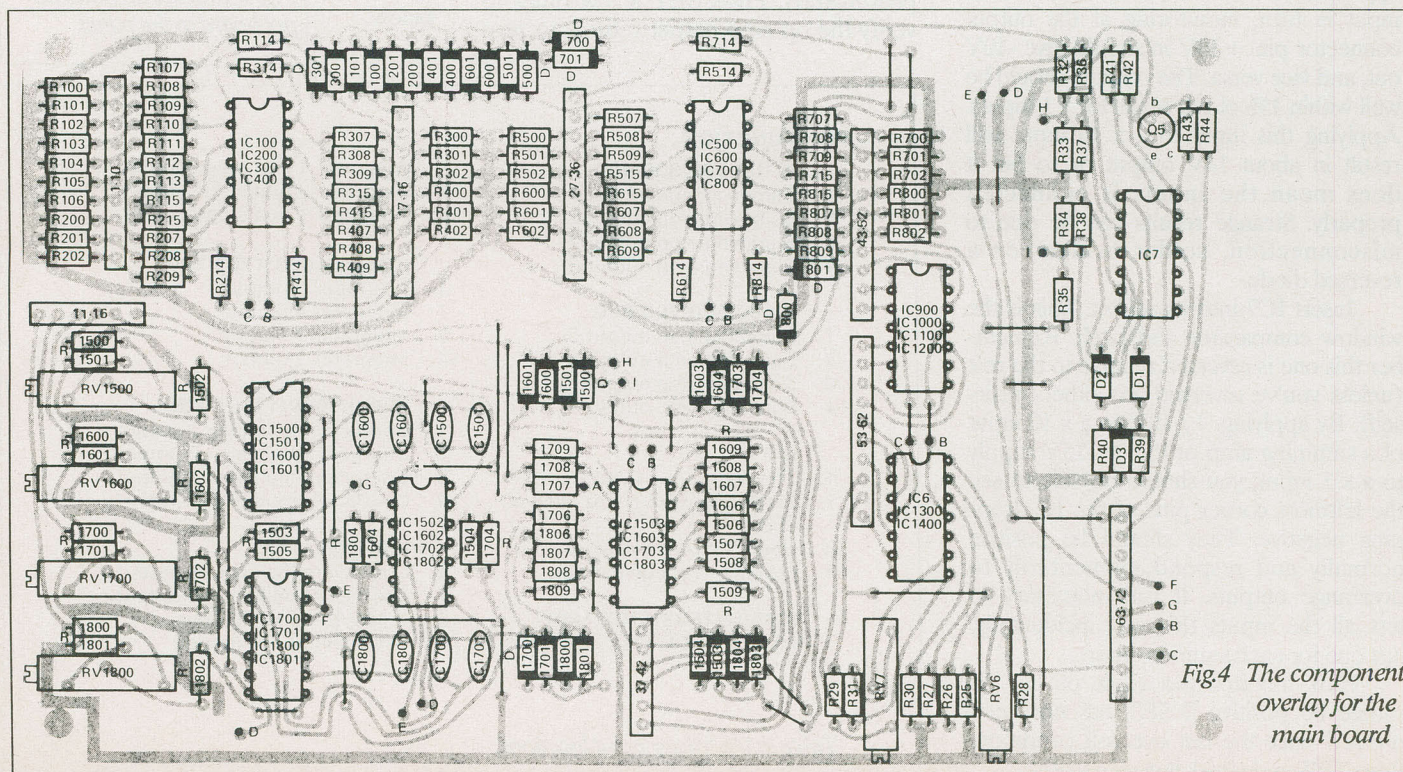 R114
R314
D
301
300
101
100
201
200
401
400
601
600
501
500
D
D
700
701
D
R714
R514
R100
R101
R102
R103
R104
R105
R106
R200
R201
R202
1-10
R107
R108
R109
R110
R111
R112
R113
R115
R215
R207
R208
R209
IC100
IC200
IC300
IC400
R214
R414
C B
R307
R308
R309
R315
R415
R407
R408
R409
17-16
R300
R301
R302
R400
R401
R402
R500
R501
R502
R600
R601
R602
27-36
R507
R508
R509
R515
R615
R607
R608
R609
IC500
IC600
IC700
IC800
R614
R814
C B
R707
R708
R709
R715
R815
R807
R808
R809
801
D
D
800
43-52
R700
R701
R702
R800
R801
R802
E
D
H
I
R32
R36
R41
R42
R33
R37
R34
R38
R35
b
Q5
e c
R43
R44
IC7
D2
D1
R40
D3
R39
IC900
IC1000
IC1100
IC1200
C
B
IC6
IC1300
IC1400
53-62
11-16
R
1500
1501
RV1500
R
1502
R
1600
1601
RV1600
R
1602
R
1700
1701
RV1700
R
1702
R
1800
1801
RV1800
R
1802
IC1500
IC1501
IC1600
IC1601
R
1503
1505
IC1700
IC1701
IC1800
IC1801
D
C1600
C1601
C1500
C1501
G
R
1804
1604
IC1502
IC1602
IC1702
IC1802
1504
1704
R
E
F
C1800
C1801
C1700
C1701
D
E
1601
1600
1501
1500
D
H
I
1709
1708
1707
A
1706
1806
1807
1808
1809
C B
IC1503
IC1603
IC1703
IC1803
D
1700
1701
1800
1801
37-42
1603
1604
1703
1704
R
1609
1608
A
1607
1606
1506
1507
1508
1509
R
1504
1503
1804
1803
R29
R31
RV7
R30
R27
R26
R25
RV6
R28
63-72
F
G
B
C
Fig.4 The component
overlay for the
main board